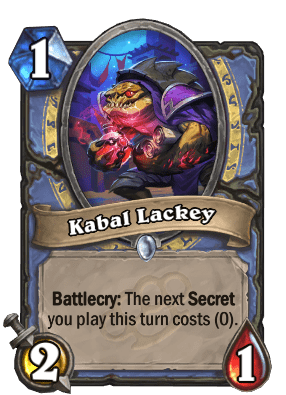 1
Kabal Lackey
Battlecry: The next Secret
you play this turn costs (0).
2
1